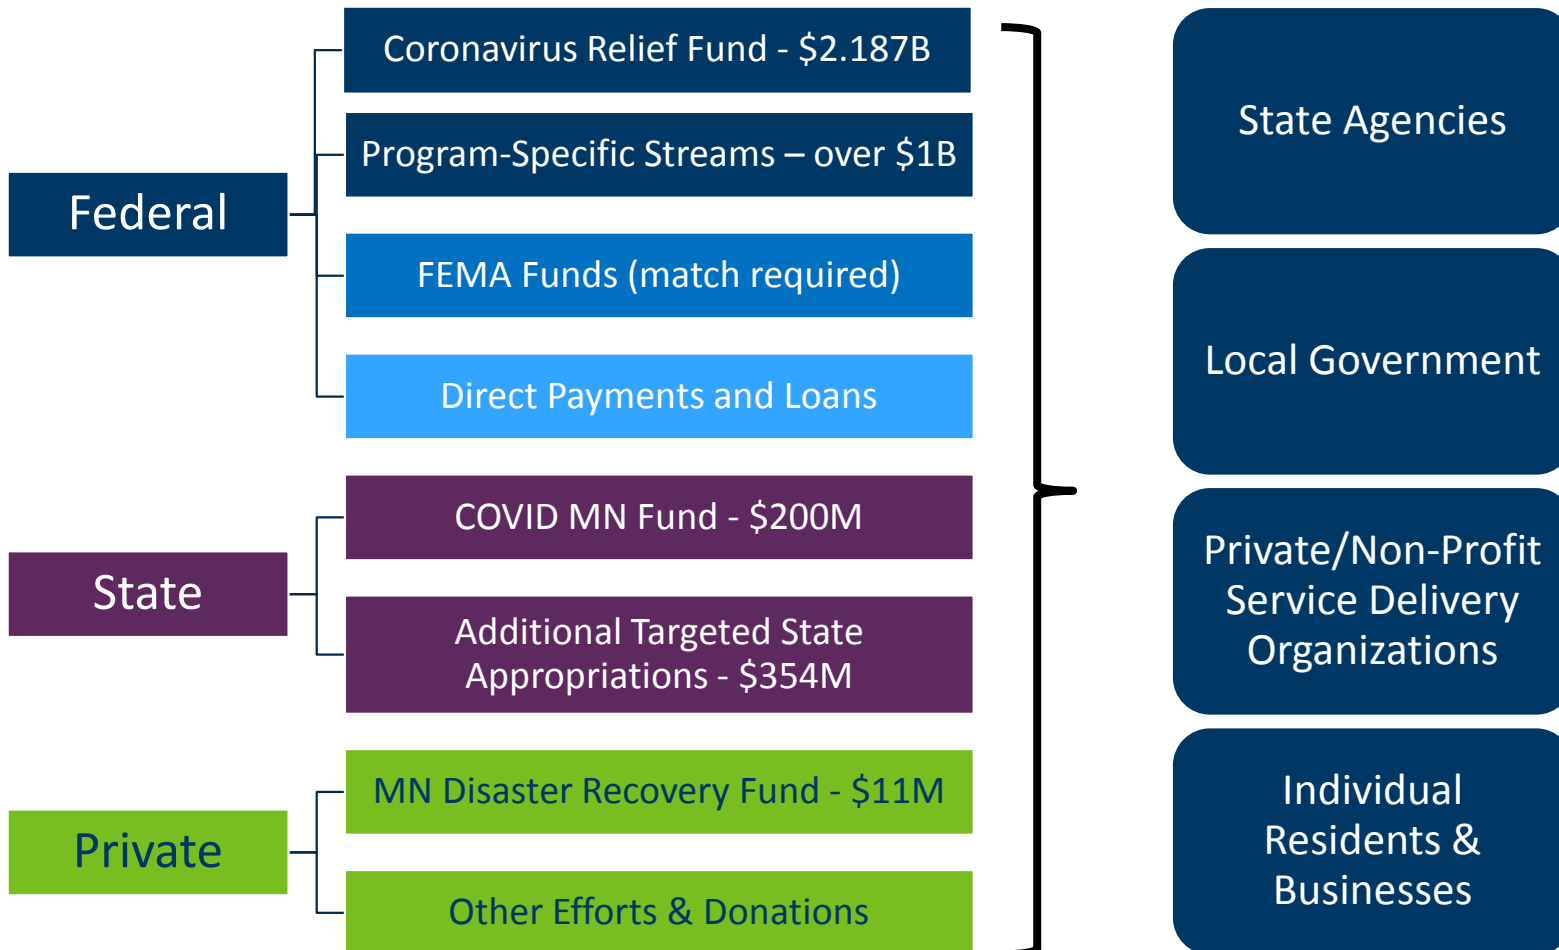 Federal
Coronavirus Relief Fund - $2.187B
Program-Specific Streams – over $1B
FEMA Funds (match required)
Direct Payments and Loans
State
COVID MN Fund - $200M
Additional Targeted State
Appropriations - $354M
Private
MN Disaster Recovery Fund - $11M
Other Efforts & Donations
State Agencies
Local Government
Private/Non-Profit
Service Delivery
Organizations
Individual
Residents &
Businesses